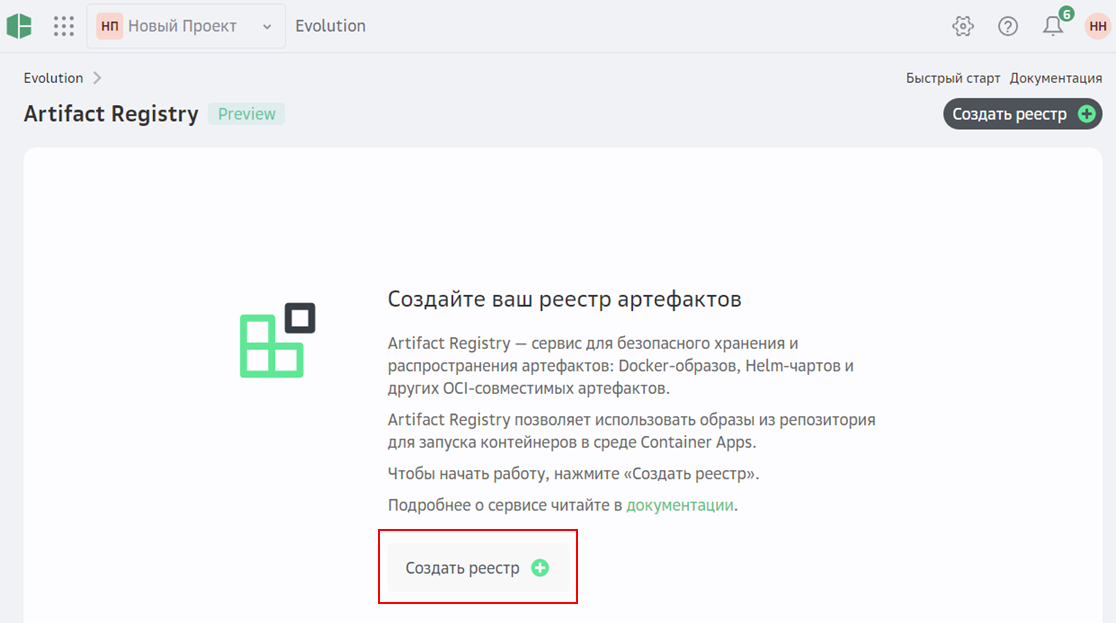 НП Новый Проект Evolution 6 НН
Evolution
Быстрый старт Документация
Artifact Registry Preview
Создать реестр
Создайте ваш реестр артефактов
Artifact Registry — сервис для безопасного хранения и
распространения артефактов: Docker-образов, Helm-чартов и
других OCI-совместимых артефактов.
Artifact Registry позволяет использовать образы из репозитория
для запуска контейнеров в среде Container Apps.
Чтобы начать работу, нажмите «Создать реестр».
Подробнее о сервисе читайте в документации.
Создать реестр